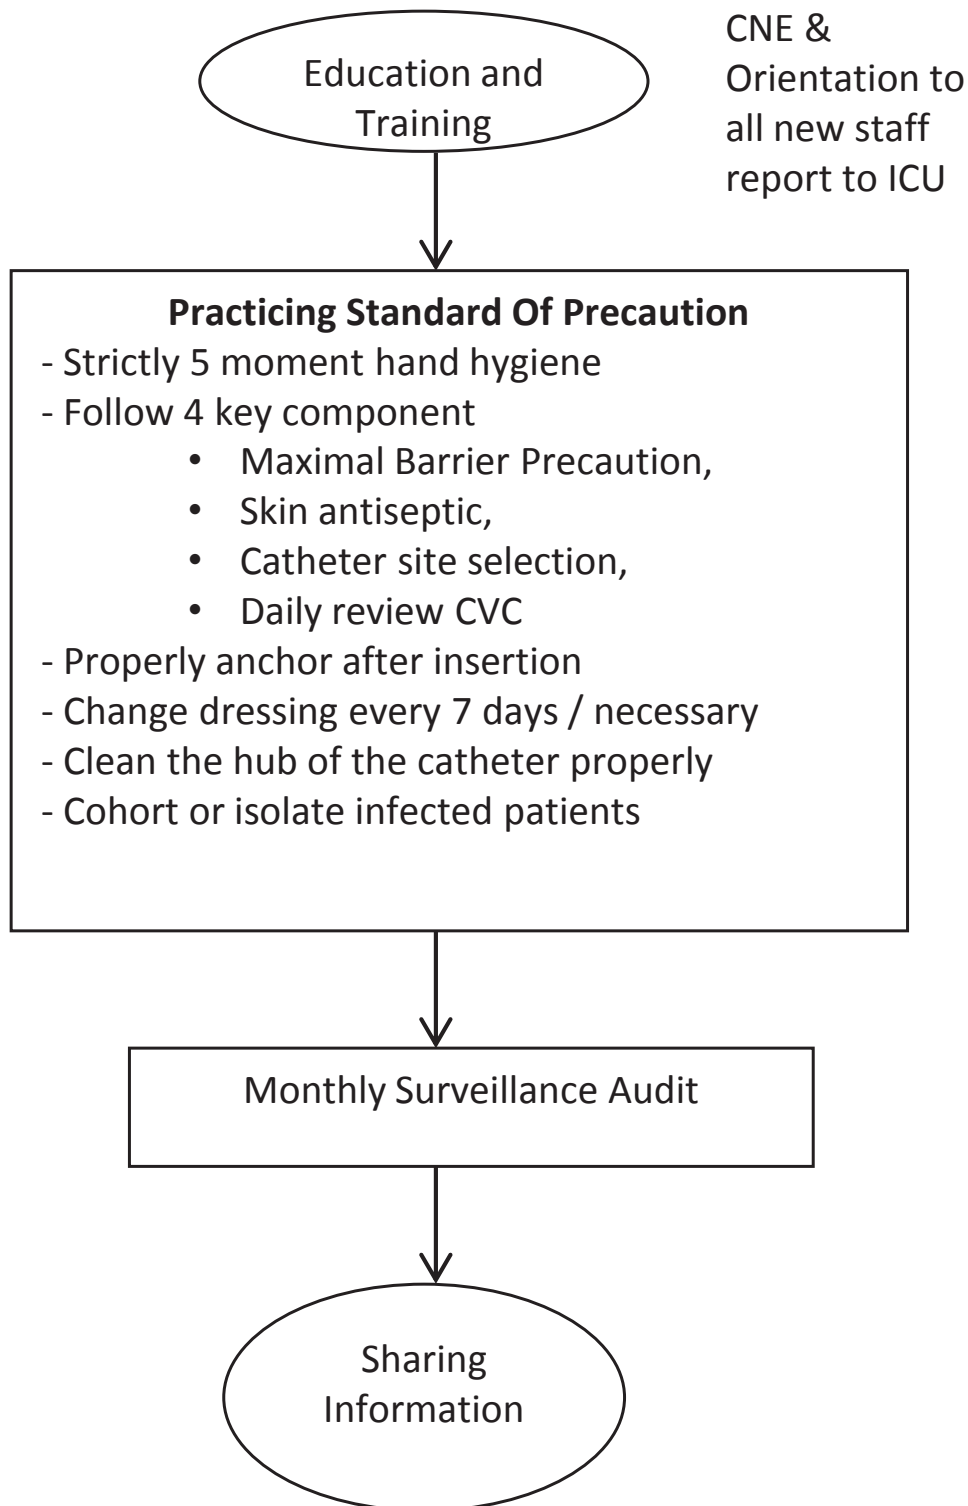 Education and
Training
CNE &
Orientation to
all new staff
report to ICU
Practicing Standard Of Precaution
- Strictly 5 moment hand hygiene
- Follow 4 key component
• Maximal Barrier Precaution,
• Skin antiseptic,
• Catheter site selection,
• Daily review CVC
- Properly anchor after insertion
- Change dressing every 7 days / necessary
- Clean the hub of the catheter properly
- Cohort or isolate infected patients
Monthly Surveillance Audit
Sharing
Information